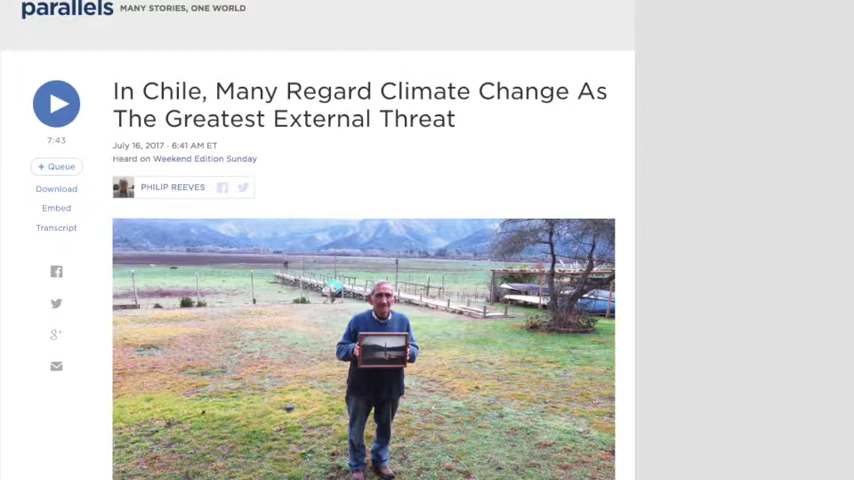 parallels MANY STORIES, ONE WORLD
In Chile, Many Regard Climate Change As
The Greatest External Threat
7:43
July 16, 2017 · 6:41 AM ET
Heard on Weekend Edition Sunday
+ Queue
PHILIP REEVES
Download
Embed
Transcript
g+